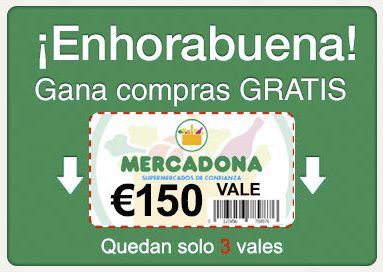 ¡Enhorabuena!
Gana compras GRATIS
MERCADONA
SUPERMERCADOS DE CONFIANZA
€150 VALE
Quedan solo 3 vales